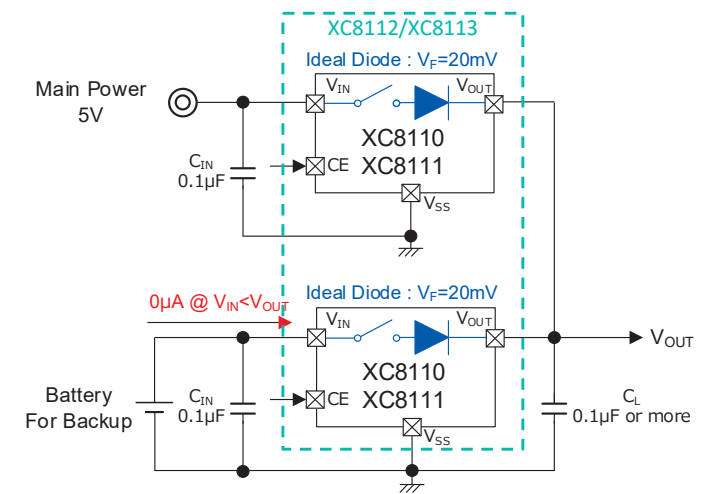 XC8112/XC8113
Ideal Diode : VF=20mV
Main Power
5V
VIN
VOUT
XC8110
XC8111
CE
CIN
0.1μF
VSS
Ideal Diode : VF=20mV
0μA @ VIN<VOUT
VIN
VOUT
VOUT
XC8110
XC8111
CE
Battery
For Backup
CIN
0.1μF
CL
0.1μF or more
VSS